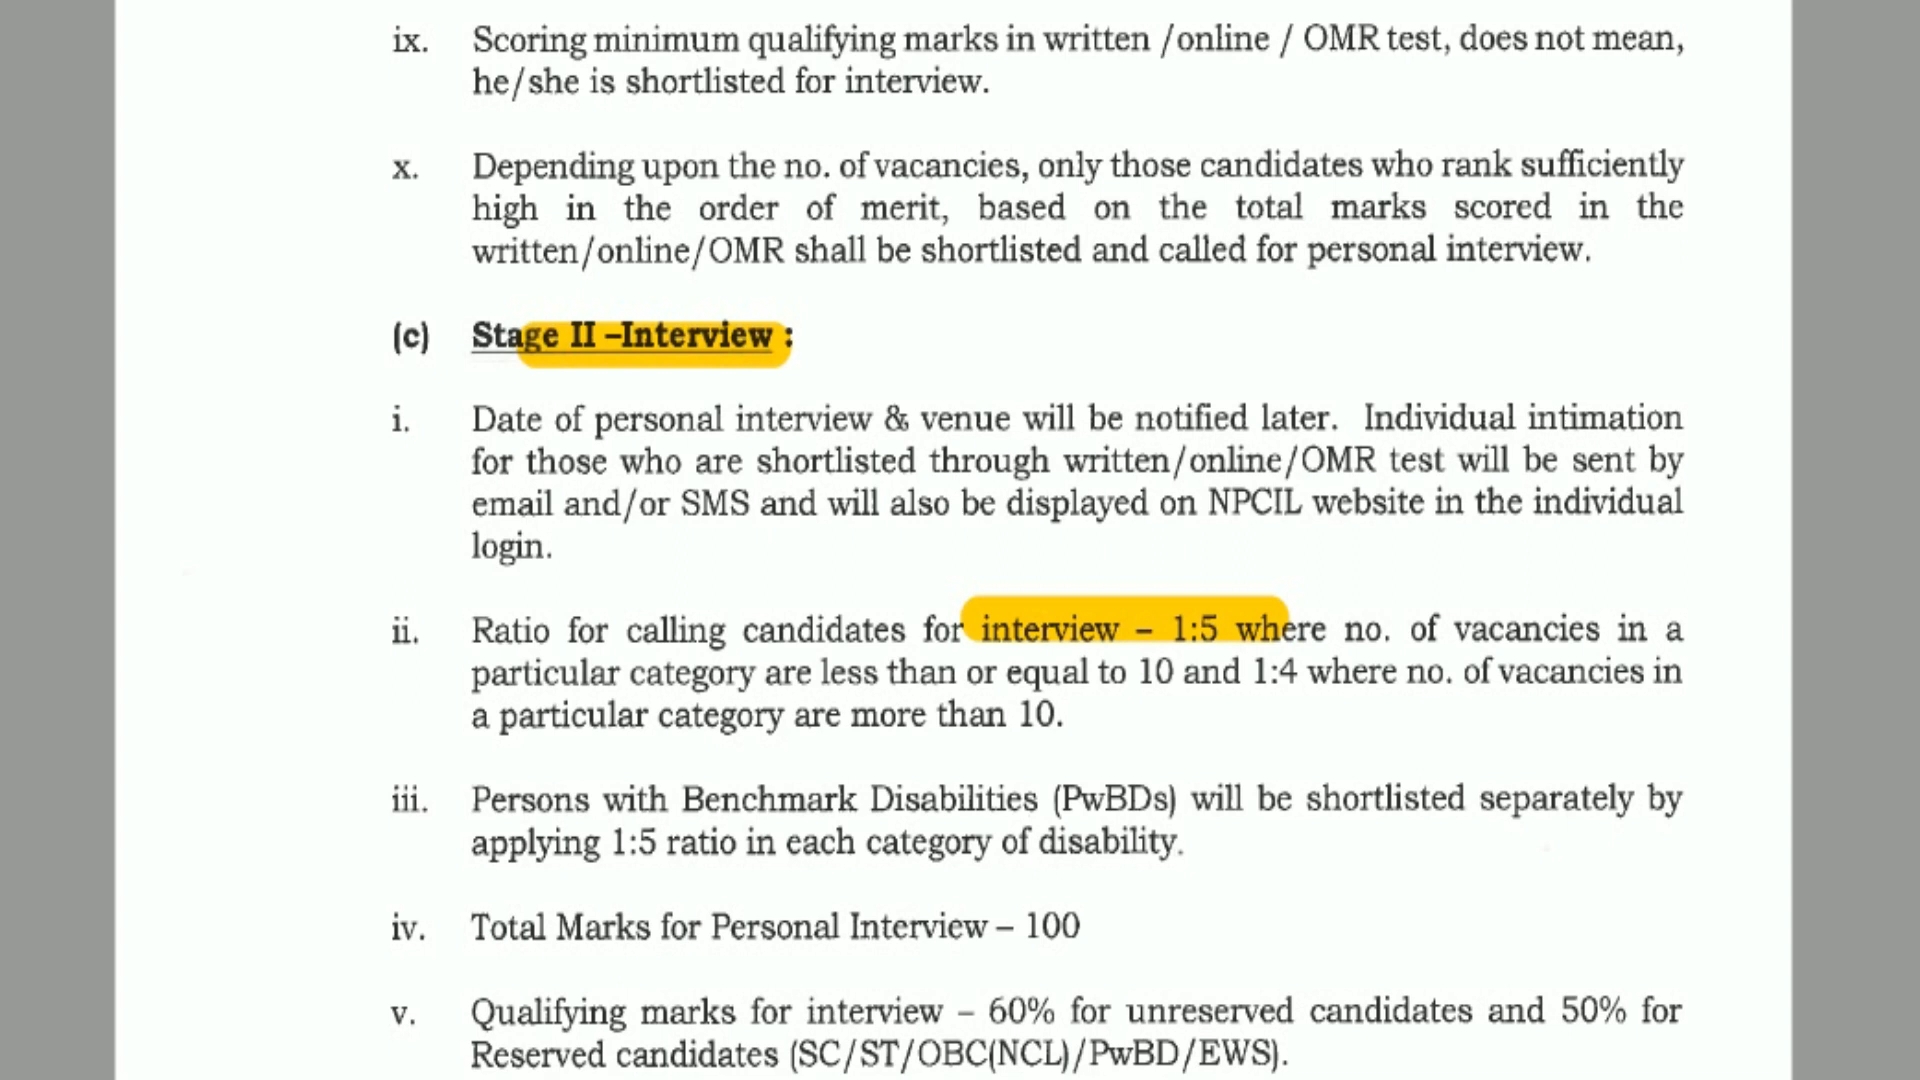 ix. Scoring minimum qualifying marks in written /online / OMR test, does not mean,
he/she is shortlisted for interview.
x. Depending upon the no. of vacancies, only those candidates who rank sufficiently
high in the order of merit, based on the total marks scored in the
written/online/OMR shall be shortlisted and called for personal interview.
(c) Stage II –Interview :
i. Date of personal interview & venue will be notified later. Individual intimation
for those who are shortlisted through written/online/OMR test will be sent by
email and/or SMS and will also be displayed on NPCIL website in the individual
login.
ii. Ratio for calling candidates for interview – 1:5 where no. of vacancies in a
particular category are less than or equal to 10 and 1:4 where no. of vacancies in
a particular category are more than 10.
iii. Persons with Benchmark Disabilities (PwBDs) will be shortlisted separately by
applying 1:5 ratio in each category of disability.
iv. Total Marks for Personal Interview – 100
v. Qualifying marks for interview – 60% for unreserved candidates and 50% for
Reserved candidates (SC/ST/OBC(NCL)/PwBD/EWS).